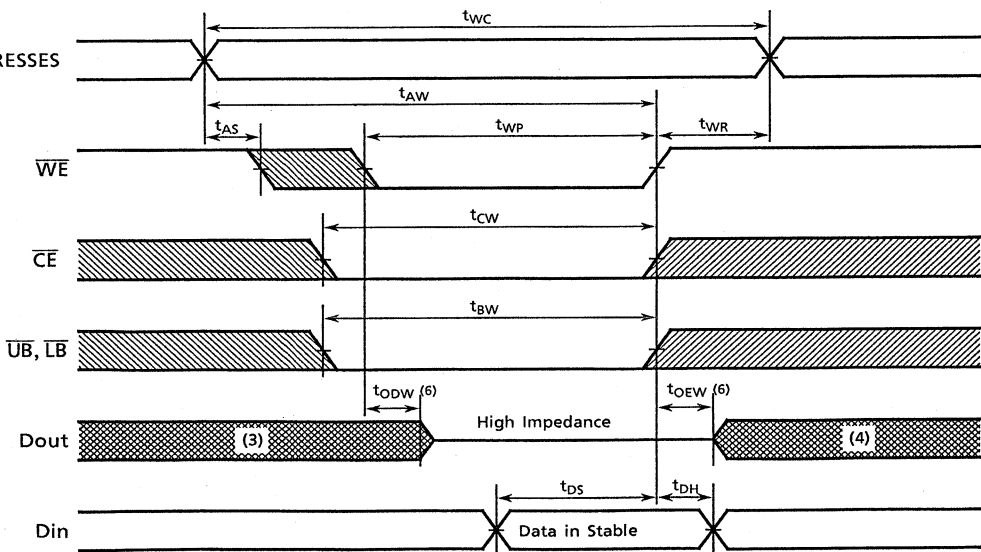 tWC
RESSES
tAW
tAS
tWP
tWR
WE
tCW
CE
tBW
UB, LB
tODW (6)
tOEW (6)
High Impedance
Dout
(3)
(4)
tDS
tDH
Din
Data in Stable